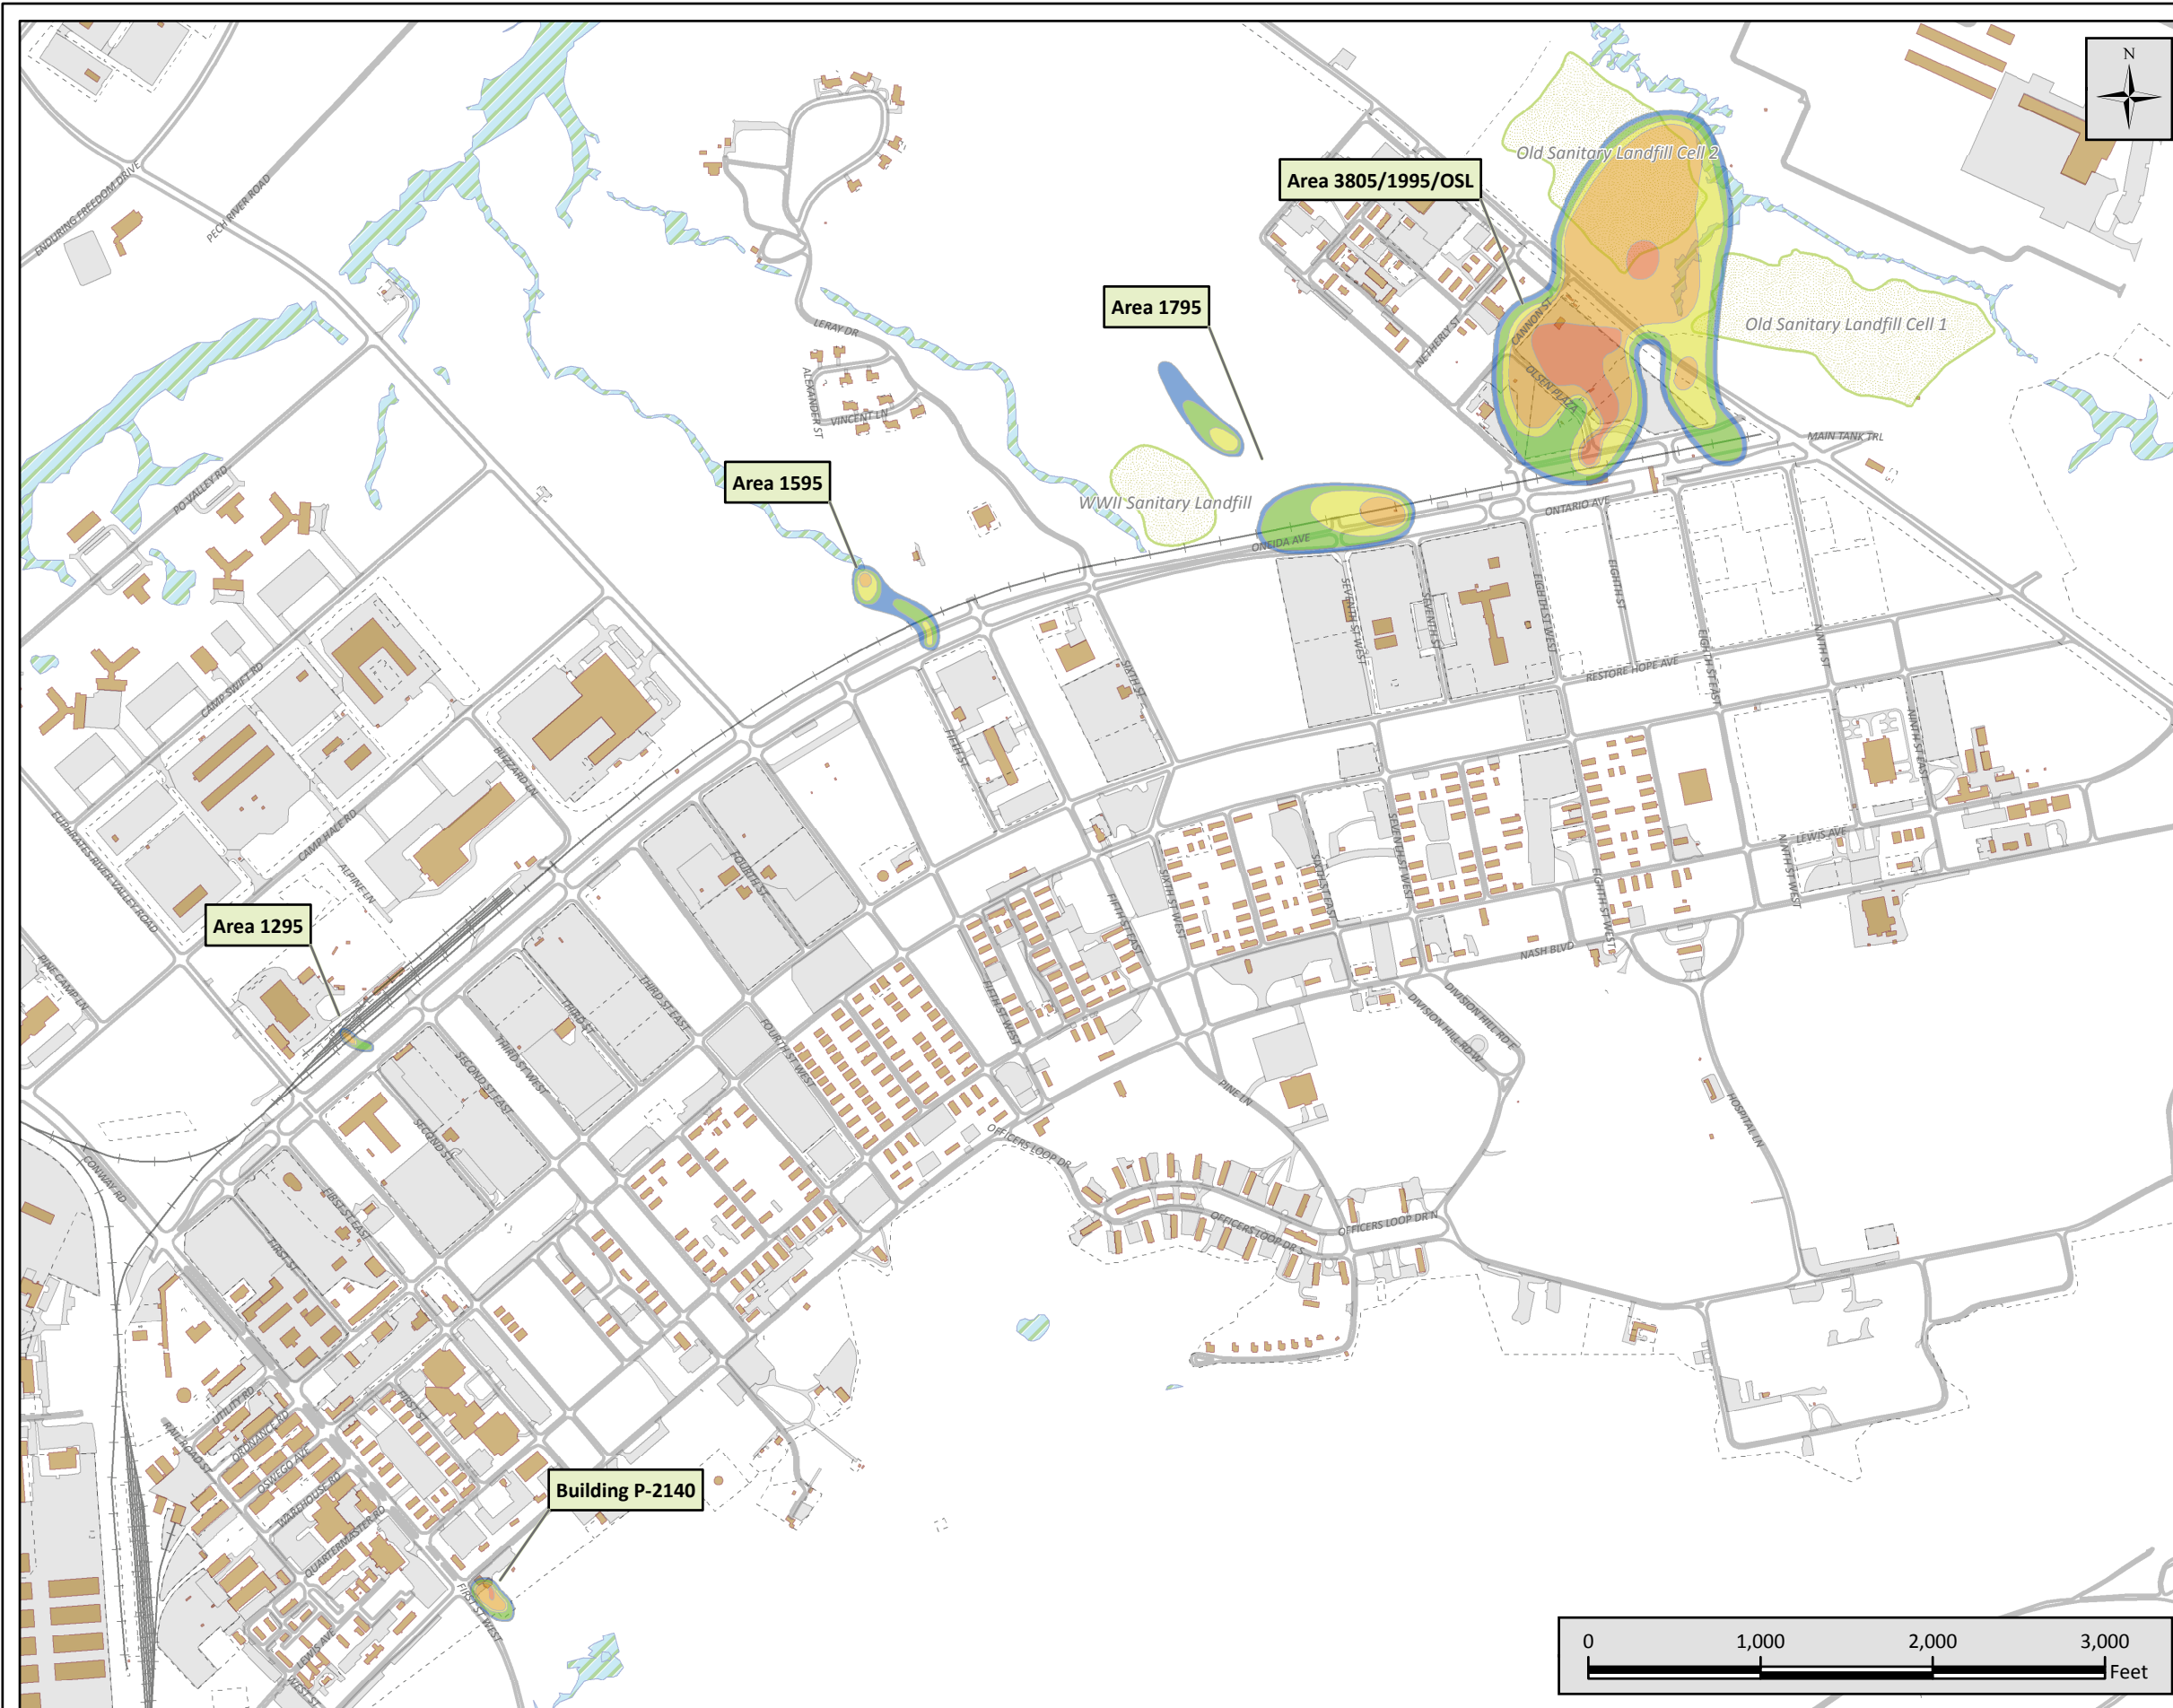 N
Old Sanitary Landfill Cell 2
Area 3805/1995/OSL
ENDURING FREEDOM DRIVE
PECH RIVER ROAD
Area 1795
LERAY DR
CANNON ST
NETHERLY ST
Old Sanitary Landfill Cell 1
ALEXANDER ST
VINCENT LN
OLSEN PLAZA
MAIN TANK TRL
Area 1595
PO VALLEY RD
WWII Sanitary Landfill
ONTARIO AVE
ONEIDA AVE
SEVENTH ST WEST
SEVENTH ST
EIGHTH ST WEST
EIGHTH ST
EIGHTH ST EAST
NINTH ST
RESTORE HOPE AVE
CAMP SWIFT RD
SIXTH ST
FIFTH ST
BUZZARD LN
NINTH ST EAST
EUPHRATES RIVER VALLEY ROAD
CAMP HALE RD
ALPINE LN
FOURTH ST
SEVENTH ST WEST
LEWIS AVE
NINTH ST WEST
SIXTH ST EAST
SIXTH ST WEST
FIFTH ST EAST
EIGHTH ST WEST
Area 1295
NASH BLVD
PINE CAMP LN
THIRD ST EAST
THIRD ST
THIRD ST WEST
FIFTH ST WEST
FOURTH ST WEST
DIVISION HILL RD E
DIVISION HILL RD W
SECOND ST EAST
SECOND ST
PINE LN
HOSPITAL LN
OFFICERS LOOP DR
CONWAY RD
FIRST ST EAST
FIRST ST
OFFICERS LOOP DR S
OFFICERS LOOP DR N
UTILITY RD
FIRST ST
ORDNANCE RD
RAILROAD ST
OSWEGO AVE
WAREHOUSE RD
QUARTERMASTER RD
Building P-2140
FIRST ST WEST
LEWIS AVE
WEST ST
0 1,000 2,000 3,000
Feet